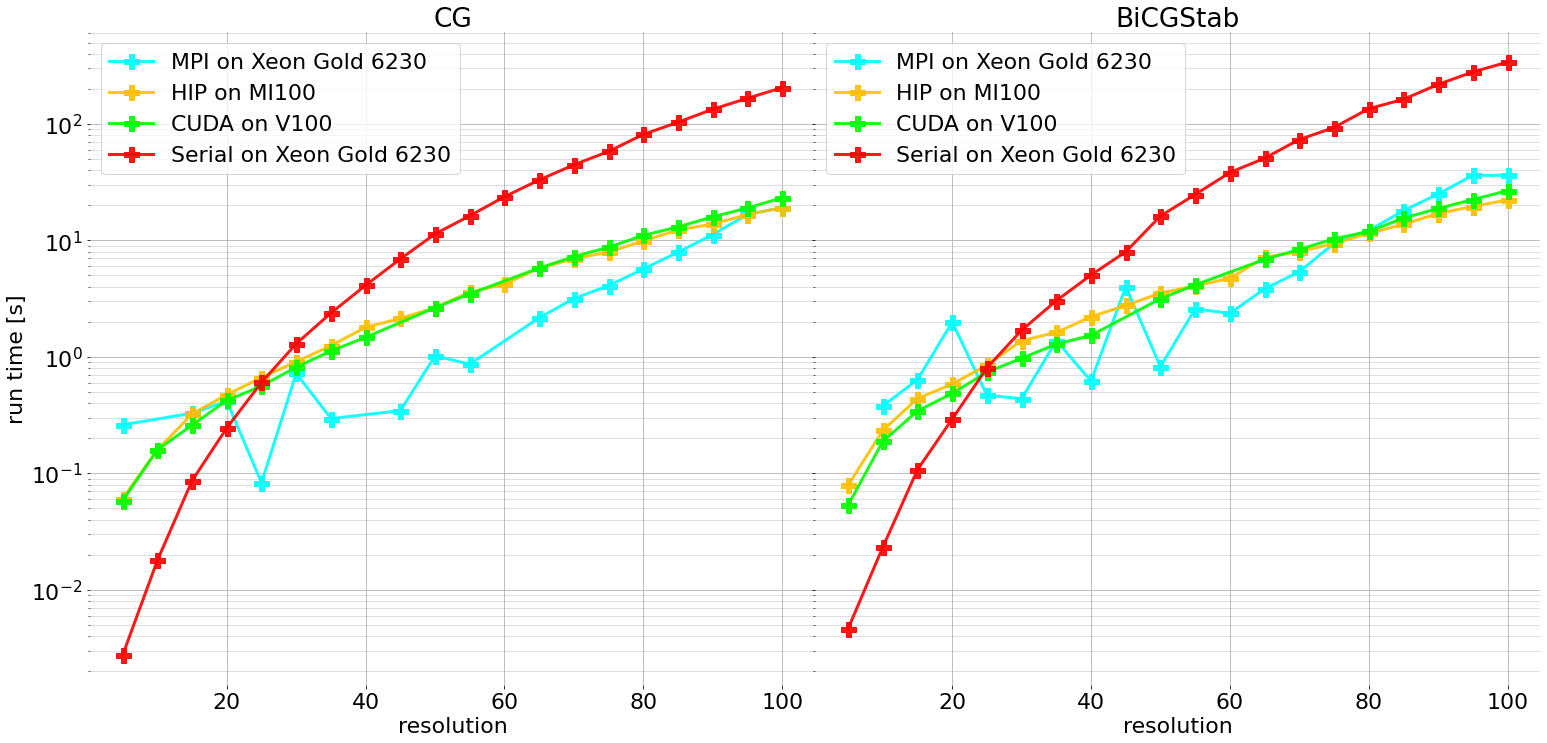 CG
MPI on Xeon Gold 6230
HIP on MI100
CUDA on V100
Serial on Xeon Gold 6230
10²
10¹
10⁰
10⁻¹
10⁻²
run time [s]
20 40 60 80 100
resolution
BiCGStab
MPI on Xeon Gold 6230
HIP on MI100
CUDA on V100
Serial on Xeon Gold 6230
20 40 60 80 100
resolution